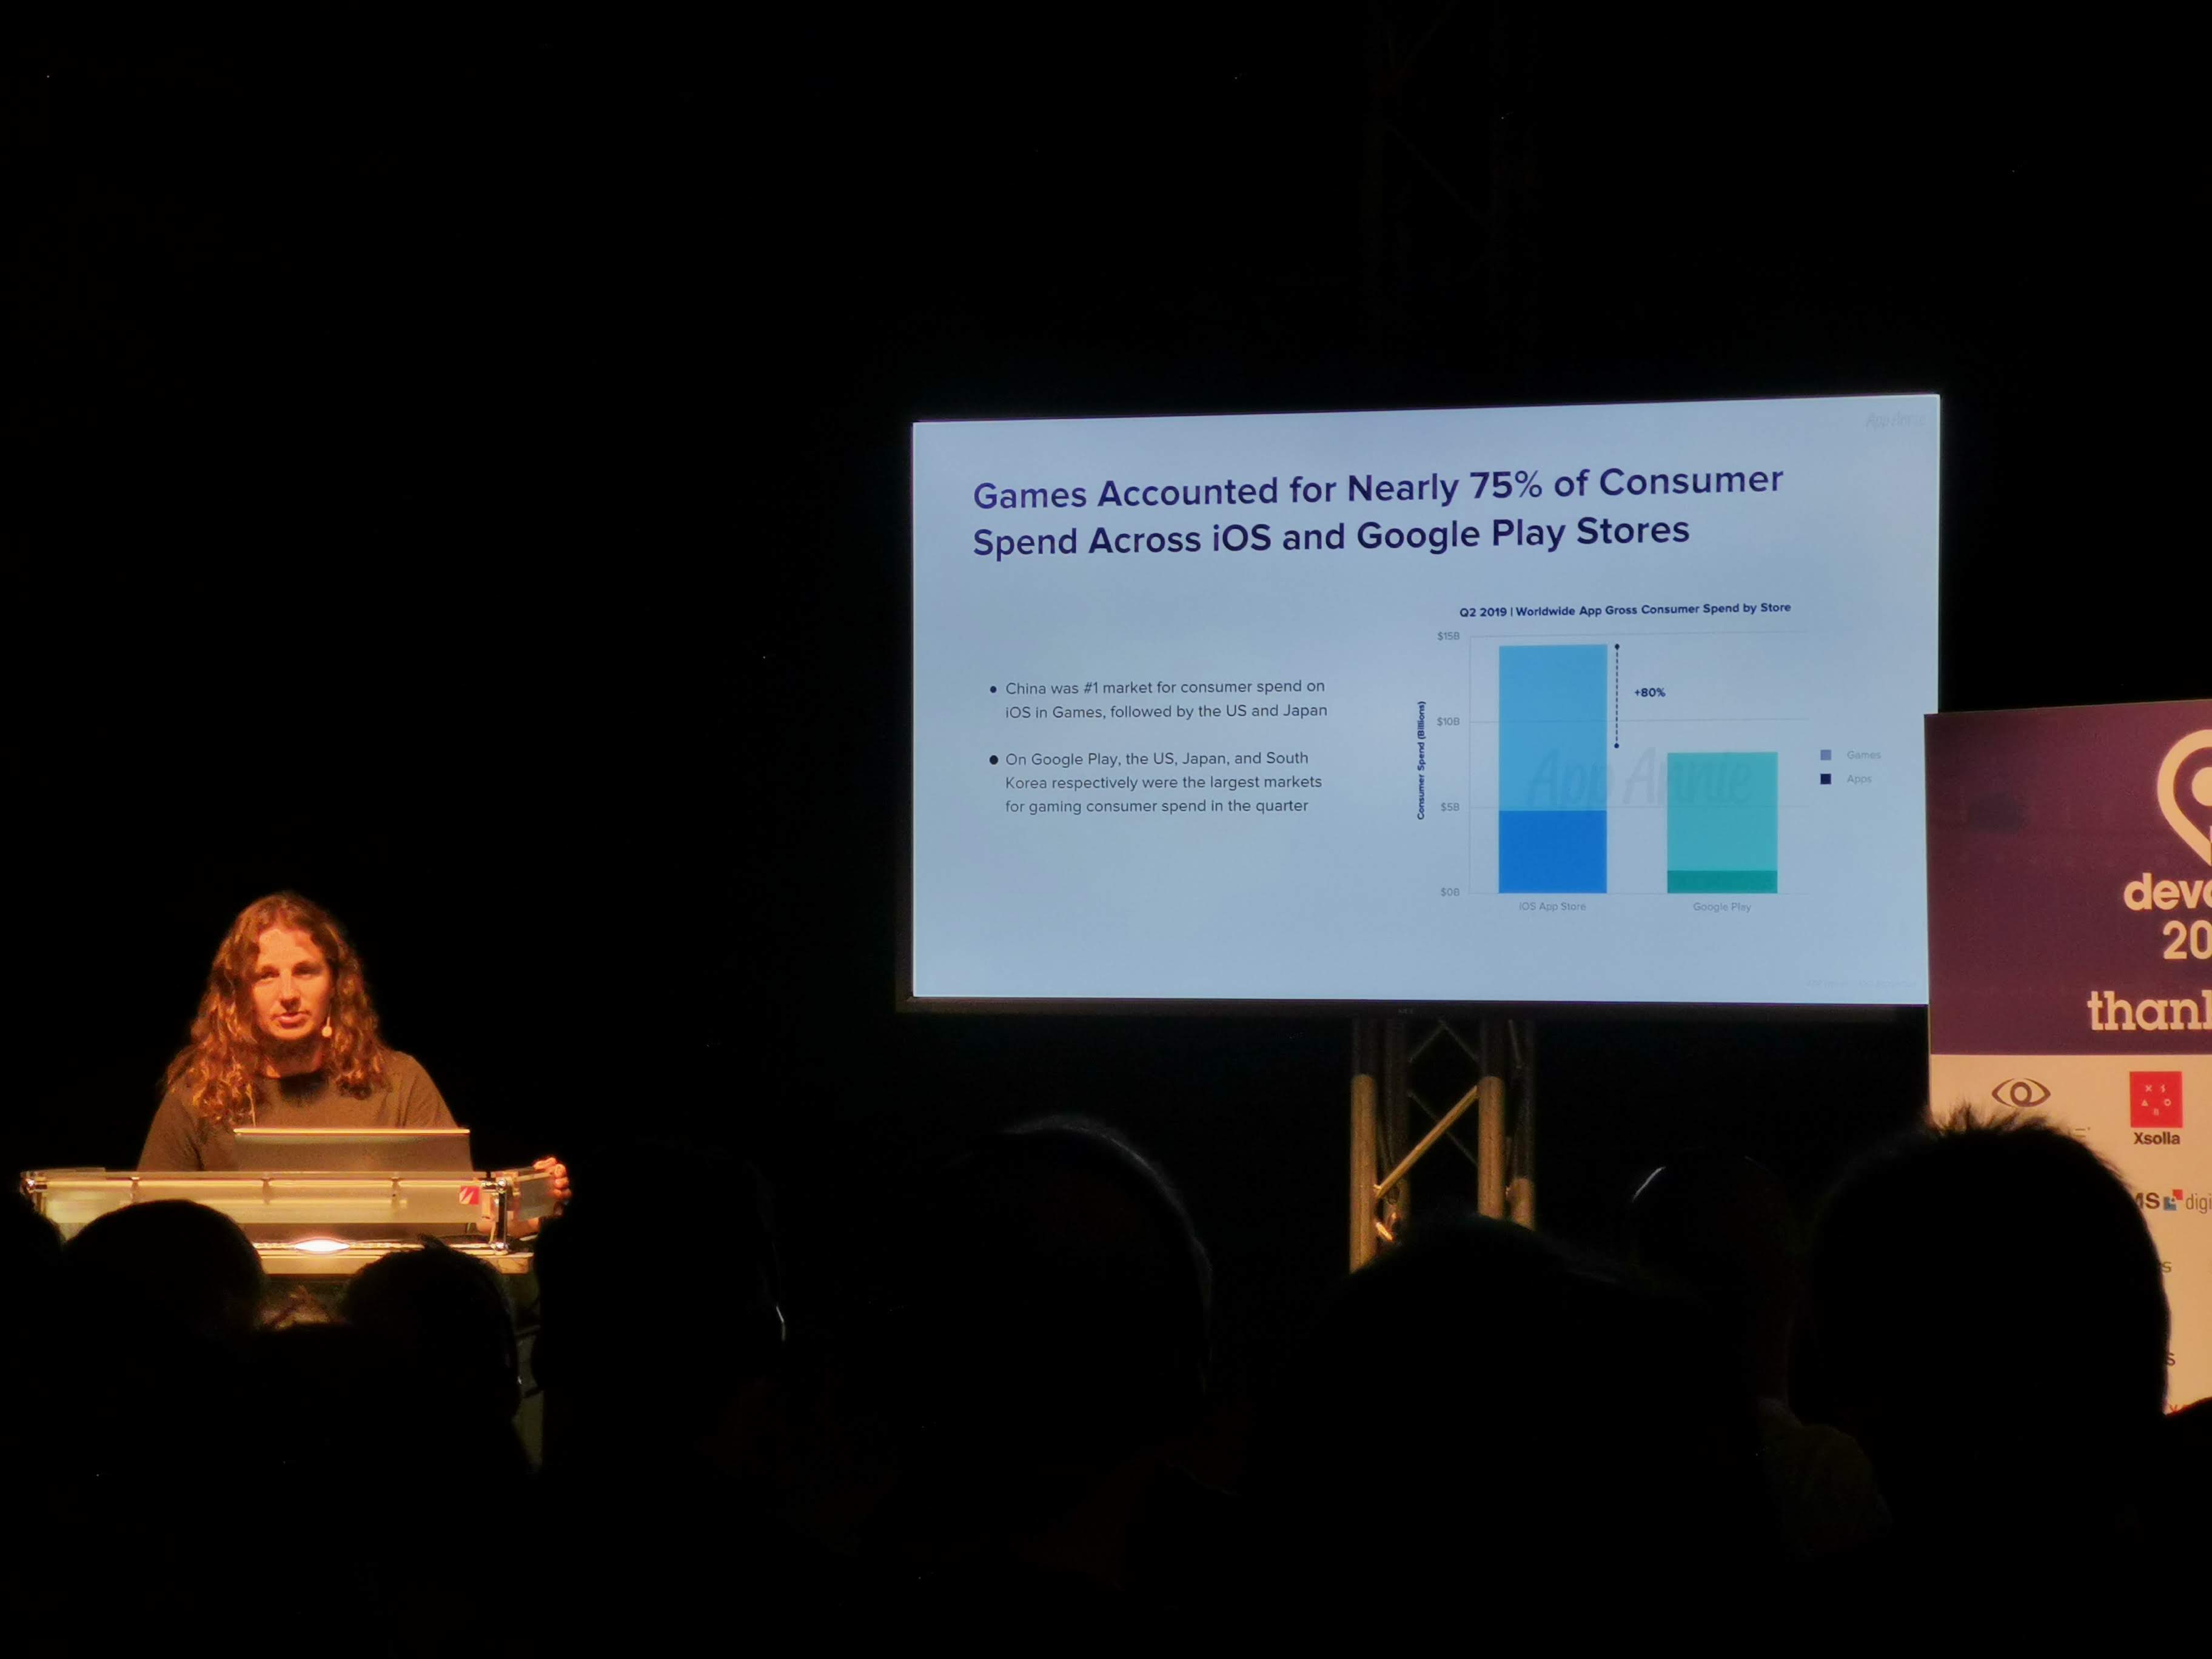 App Annie
Games Accounted for Nearly 75% of Consumer
Spend Across iOS and Google Play Stores
China was #1 market for consumer spend on
iOS in Games, followed by the US and Japan
On Google Play, the US, Japan, and South
Korea respectively were the largest markets
for gaming consumer spend in the quarter
Q2 2019 | Worldwide App Gross Consumer Spend by Store
Consumer Spend (Billions)
$15B
$10B
$5B
$0B
+80%
App Annie
iOS App Store
Google Play
Games
Apps
20
Xsolla